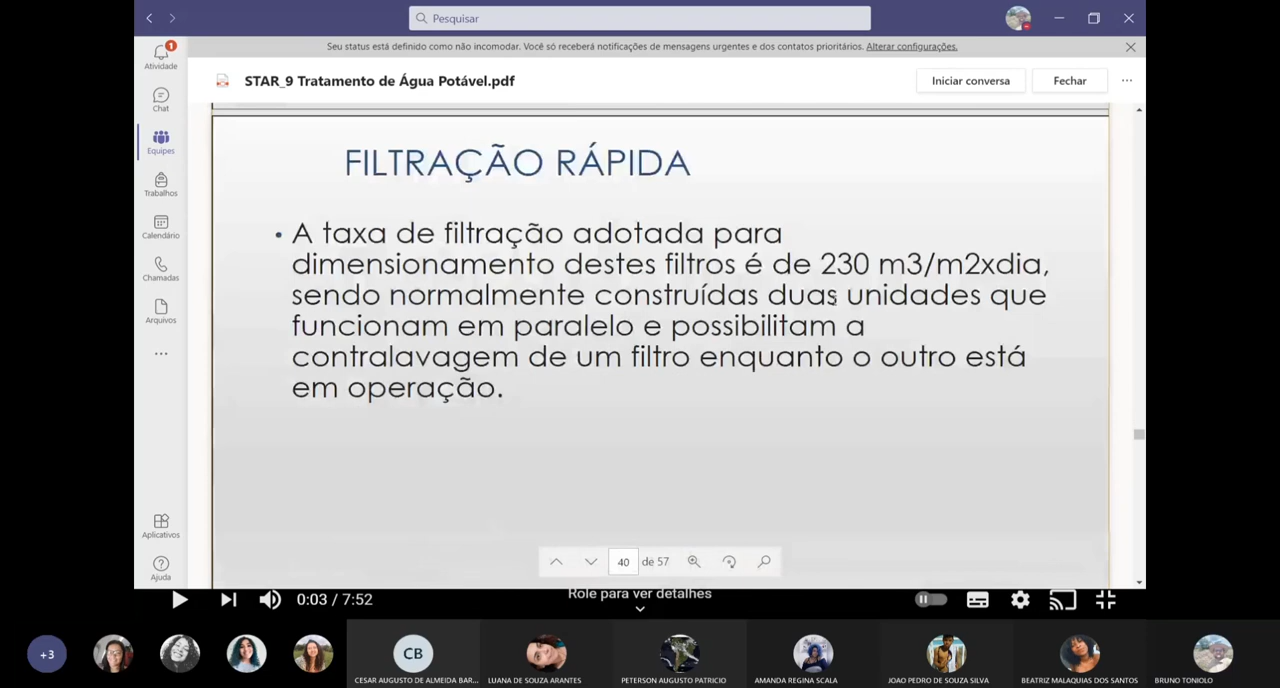 Pesquisar
Seu status está definido como não incomodar. Você só receberá notificações de mensagens urgentes e dos contatos prioritários. Alterar configurações.
1
Atividade
STAR_9 Tratamento de Água Potável.pdf
Iniciar conversa
Fechar
Chat
Equipes
Trabalhos
Calendário
Chamadas
Arquivos
FILTRAÇÃO RÁPIDA
• A taxa de filtração adotada para
dimensionamento destes filtros é de 230 m3/m2xdia,
sendo normalmente construídas duas unidades que
funcionam em paralelo e possibilitam a
contralavagem de um filtro enquanto o outro está
em operação.
Aplicativos
Ajuda
40 de 57
0:03 / 7:52
Role para ver detalhes
+3
CB
CESAR AUGUSTO DE ALMEIDA BAR...
LUANA DE SOUZA ARANTES
PETERSON AUGUSTO PATRICIO
AMANDA REGINA SCALA
JOAO PEDRO DE SOUZA SILVA
BEATRIZ MALAQUIAS DOS SANTOS
BRUNO TONIOLO